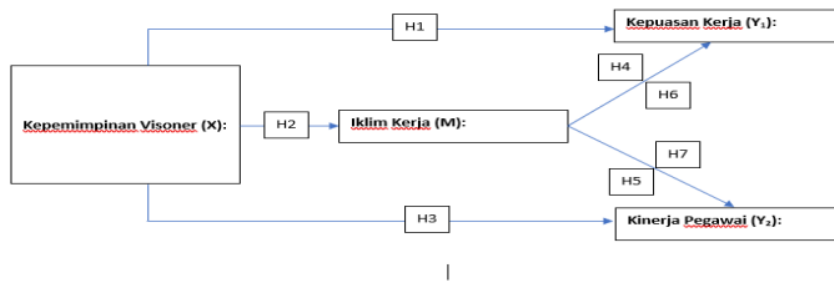 H1
Kepuasan Kerja (Y₁):
H4
H6
Kepemimpinan Visoner (X):
H2
Iklim Kerja (M):
H7
H5
H3
Kinerja Pegawai (Y₂):